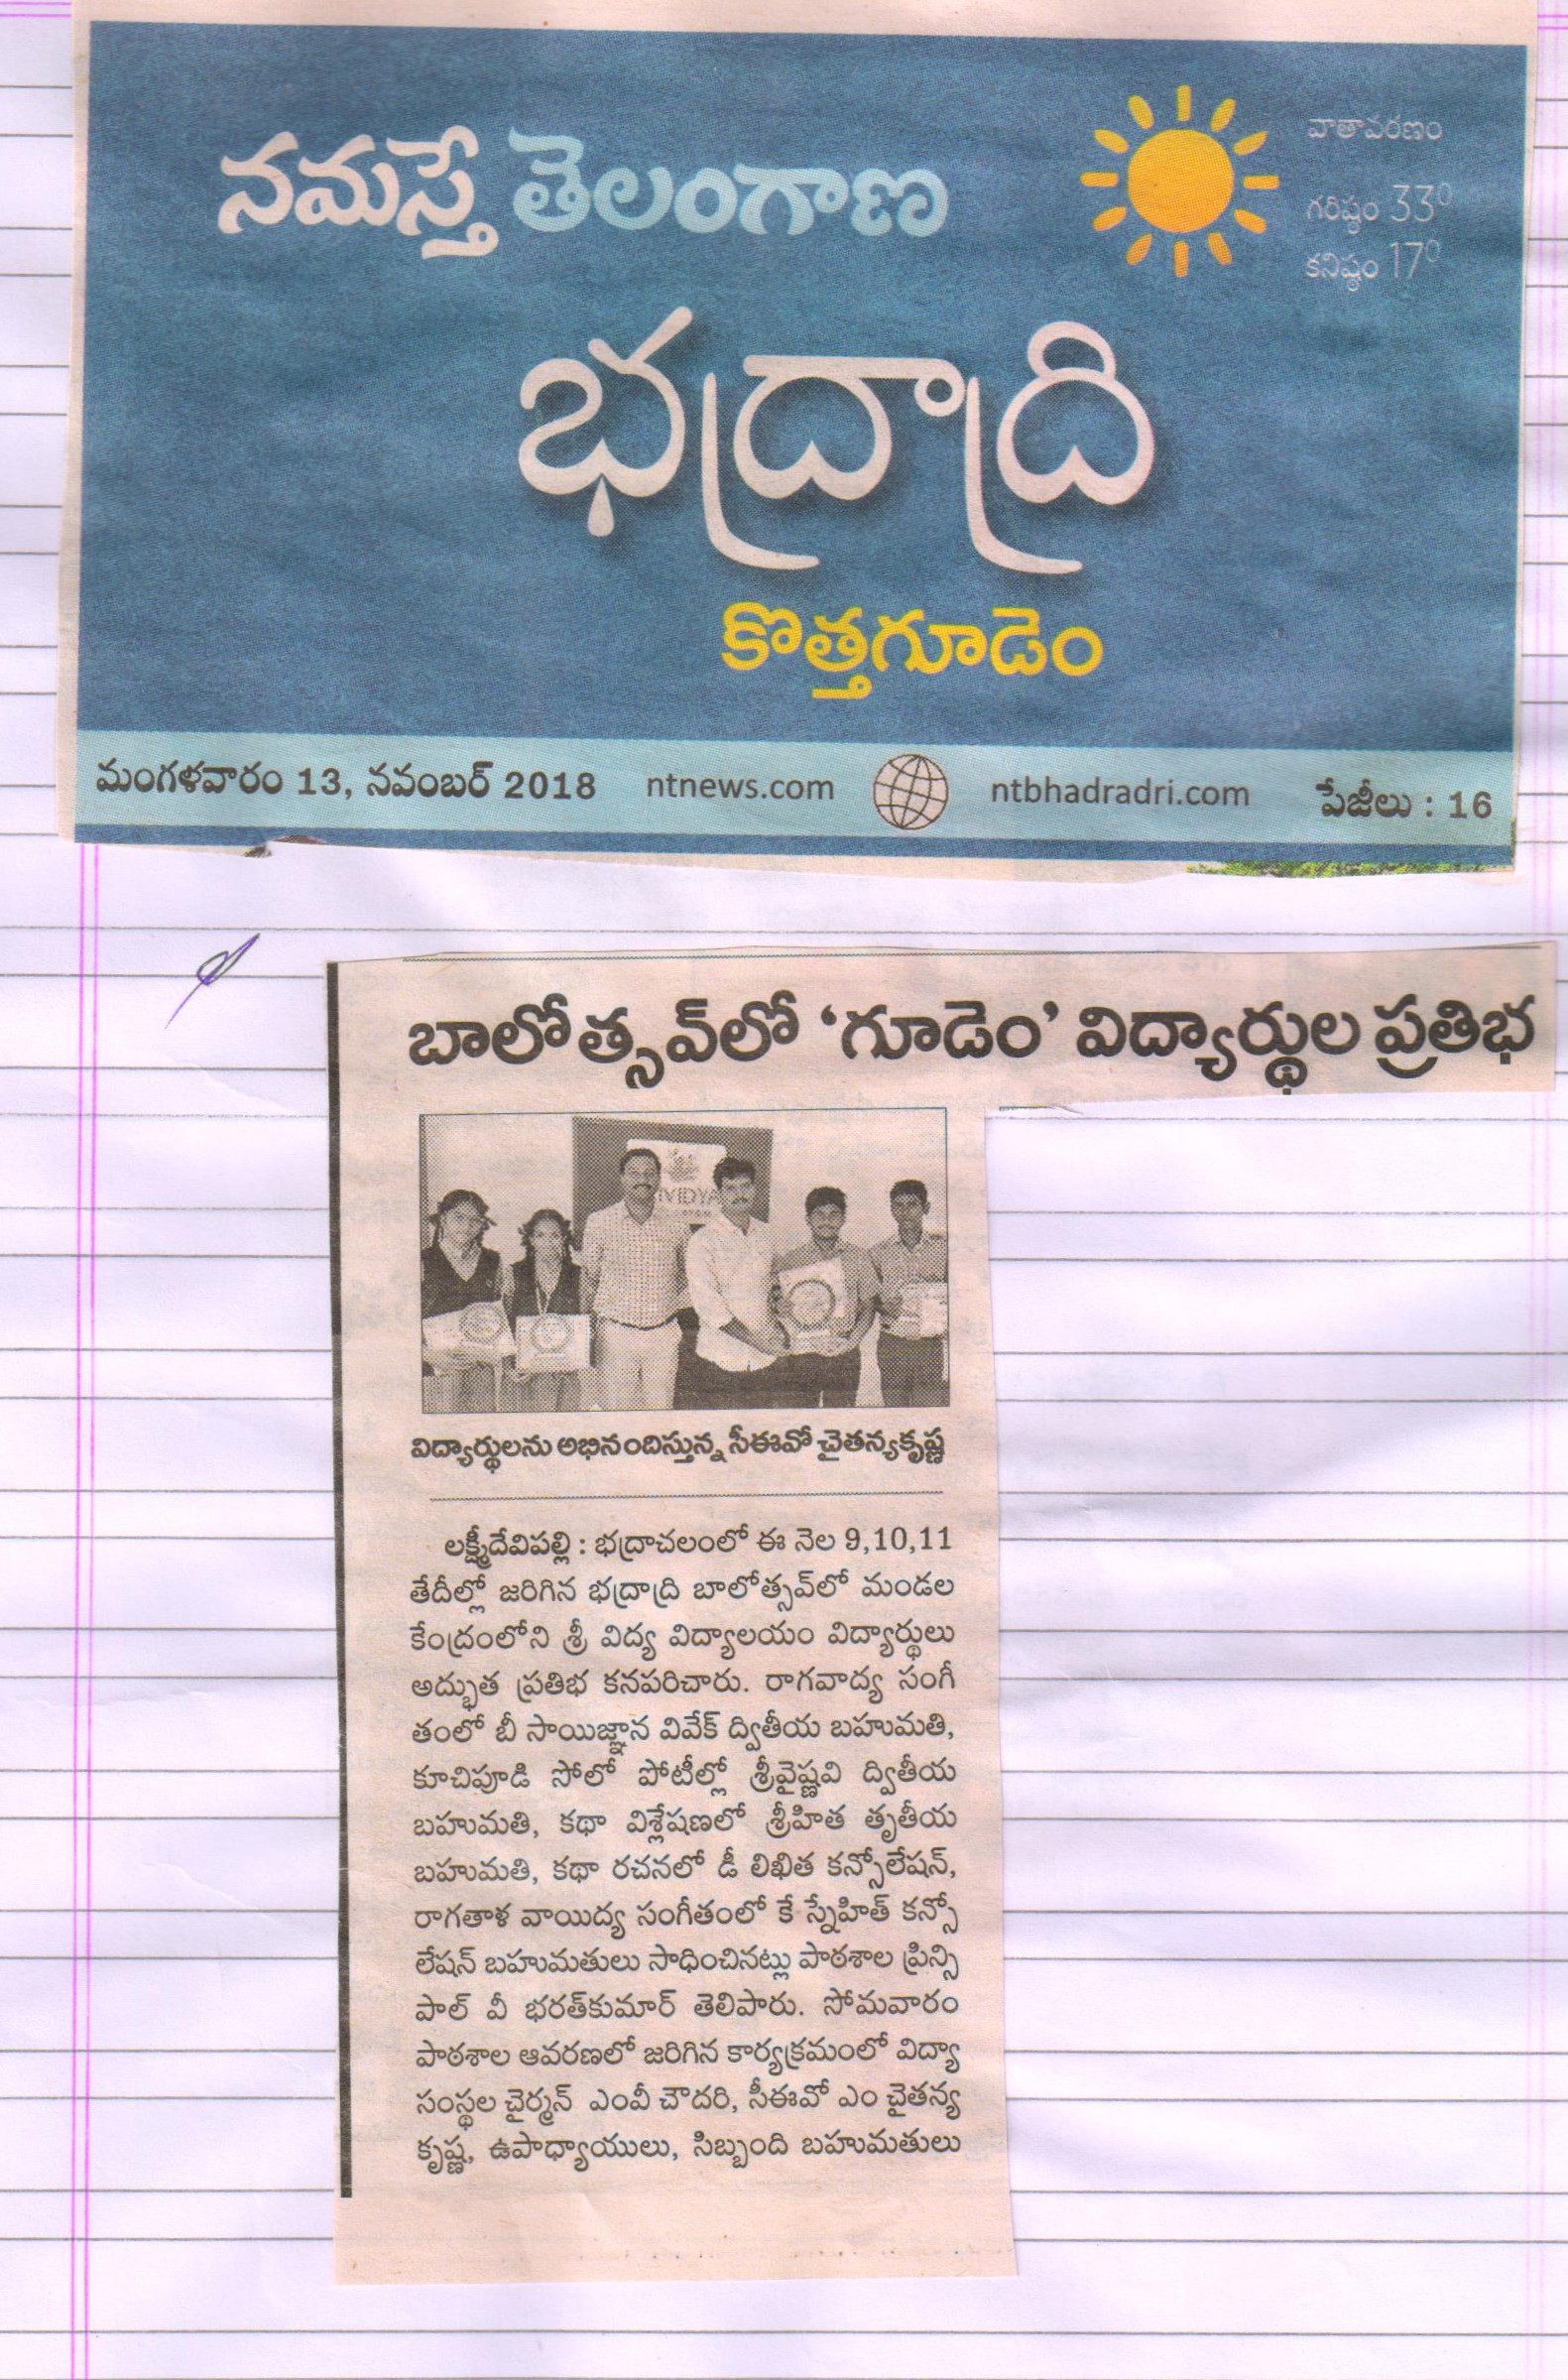 నమస్తే తెలంగాణ
వాతావరణం
గరిష్ఠం 33⁰
కనిష్ఠం 17⁰
భద్రాద్రి
కొత్తగూడెం
మంగళవారం 13, నవంబర్ 2018 ntnews.com ntbhadradri.com పేజీలు : 16
బాలోత్సవ్‌లో ‘గూడెం’ విద్యార్థుల ప్రతిభ
IVIDYA
విద్యార్థులను అభినందిస్తున్న సీఈవో చైతన్యకృష్ణ
లక్ష్మీదేవిపల్లి : భద్రాచలంలో ఈ నెల 9,10,11
తేదీల్లో జరిగిన భద్రాద్రి బాలోత్సవ్‌లో మండల
కేంద్రంలోని శ్రీ విద్య విద్యాలయం విద్యార్థులు
అద్భుత ప్రతిభ కనపరిచారు. రాగవాద్య సంగీ
తంలో బీ సాయిజ్ఞాన వివేక్ ద్వితీయ బహుమతి,
కూచిపూడి సోలో పోటీల్లో శ్రీవైష్ణవి ద్వితీయ
బహుమతి, కథా విశ్లేషణలో శ్రీహిత తృతీయ
బహుమతి, కథా రచనలో డీ లిఖిత కన్సోలేషన్,
రాగతాళ వాయిద్య సంగీతంలో కే స్నేహిత్ కన్సో
లేషన్ బహుమతులు సాధించినట్లు పాఠశాల ప్రిన్సి
పాల్ వీ భరత్‌కుమార్ తెలిపారు. సోమవారం
పాఠశాల ఆవరణలో జరిగిన కార్యక్రమంలో విద్యా
సంస్థల చైర్మన్ ఎంవీ చౌదరి, సీఈవో ఎం చైతన్య
కృష్ణ, ఉపాధ్యాయులు, సిబ్బంది బహుమతులు